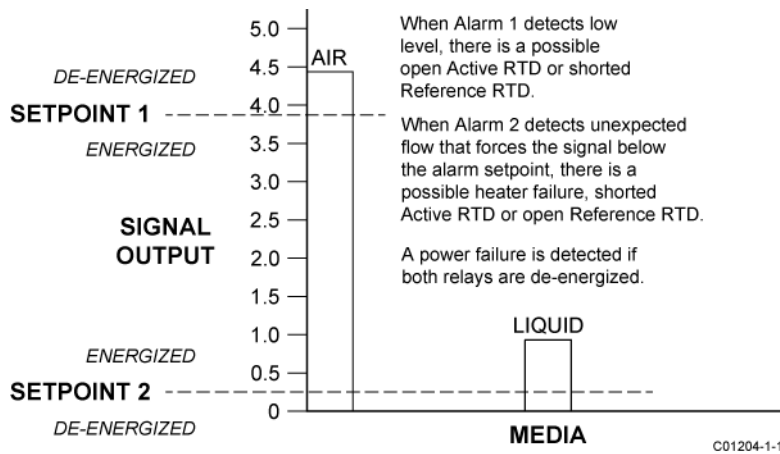 5.0
4.5
4.0
3.5
3.0
2.5
2.0
1.5
1.0
0.5
0
DE-ENERGIZED
SETPOINT 1
ENERGIZED
SIGNAL
OUTPUT
ENERGIZED
SETPOINT 2
DE-ENERGIZED
AIR
When Alarm 1 detects low
level, there is a possible
open Active RTD or shorted
Reference RTD.
When Alarm 2 detects unexpected
flow that forces the signal below
the alarm setpoint, there is a
possible heater failure, shorted
Active RTD or open Reference RTD.
A power failure is detected if
both relays are de-energized.
LIQUID
MEDIA
C01204-1-1